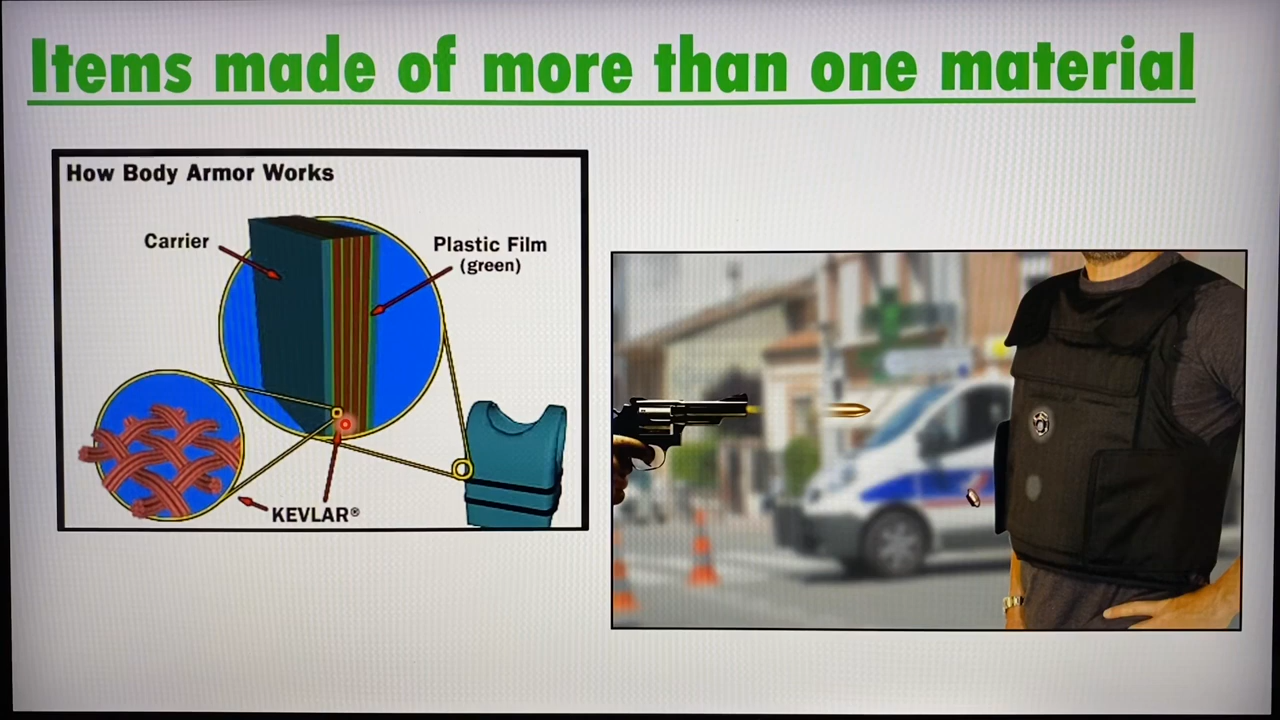 Items made of more than one material
How Body Armor Works
Carrier
Plastic Film
(green)
KEVLAR®